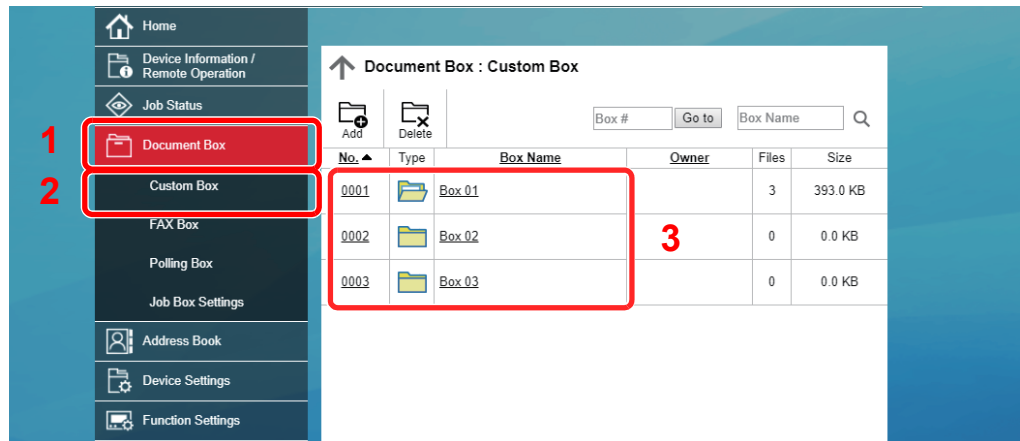 Home
Device Information /
Remote Operation
Job Status
1
Document Box
2
Custom Box
FAX Box
Polling Box
Job Box Settings
Address Book
Device Settings
Function Settings
Document Box : Custom Box
Add
Delete
Box #
Go to
Box Name
No. Type Box Name Owner Files Size
0001 Box 01 3 393.0 KB
0002 Box 02 0 0.0 KB
3
0003 Box 03 0 0.0 KB